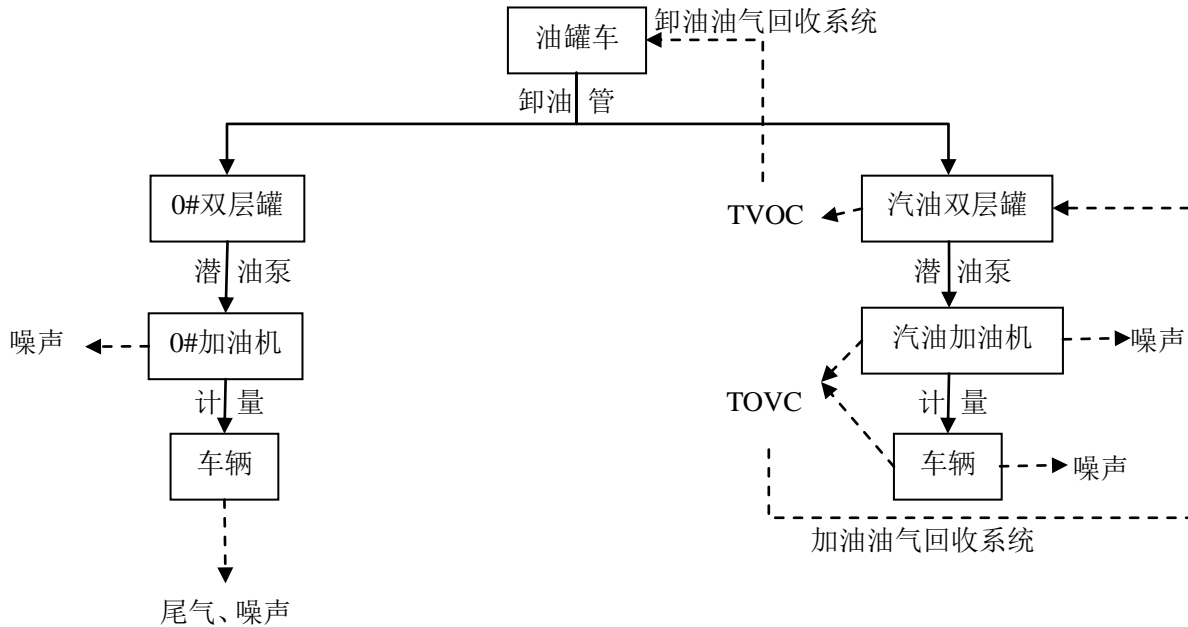 卸油油气回收系统
油罐车
卸油 管
0#双层罐
TVOC
汽油双层罐
潜 油泵
潜 油泵
噪声
0#加油机
汽油加油机
噪声
计 量
TOVC
计 量
车辆
车辆
噪声
加油油气回收系统
尾气、噪声